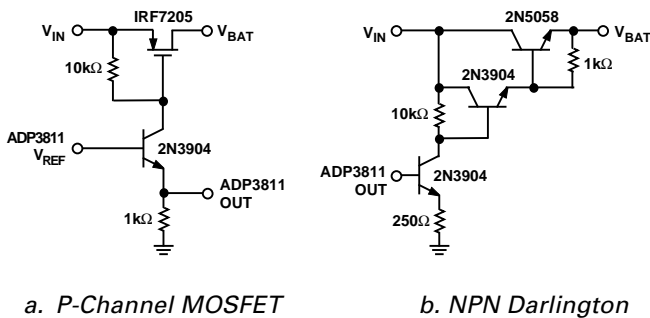 IRF7205
VIN
VBAT
10kΩ
ADP3811
VREF
2N3904
ADP3811
OUT
1kΩ
a. P-Channel MOSFET
2N5058
VIN
VBAT
2N3904
1kΩ
10kΩ
ADP3811
OUT
2N3904
250Ω
b. NPN Darlington